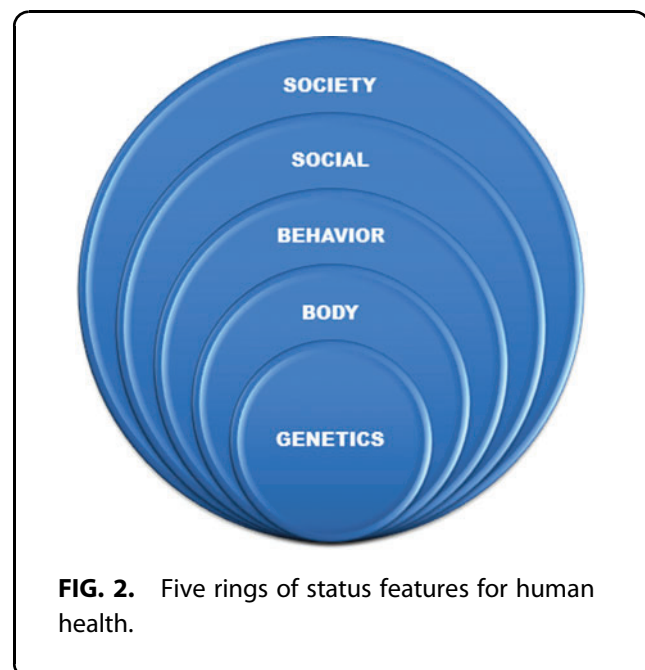 SOCIETY
SOCIAL
BEHAVIOR
BODY
GENETICS
FIG. 2. Five rings of status features for human
health.